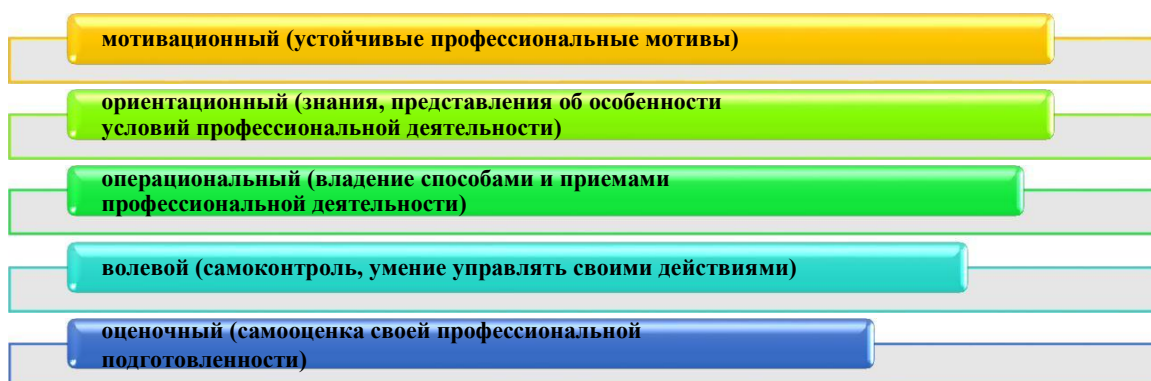 мотивационный (устойчивые профессиональные мотивы)
ориентационный (знания, представления об особенности
условий профессиональной деятельности)
операциональный (владение способами и приемами
профессиональной деятельности)
волевой (самоконтроль, умение управлять своими действиями)
оценочный (самооценка своей профессиональной
подготовленности)